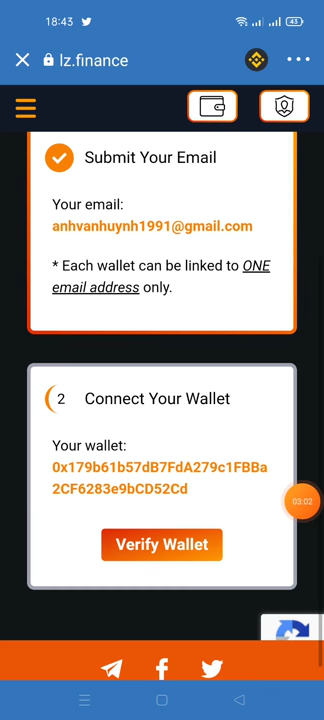 18:43
43
lz.finance
Submit Your Email
Your email:
anhvanhuynh1991@gmail.com
* Each wallet can be linked to ONE
email address only.
2
Connect Your Wallet
Your wallet:
0x179b61b57dB7FdA279c1FBBa
2CF6283e9bCD52Cd
03:02
Verify Wallet